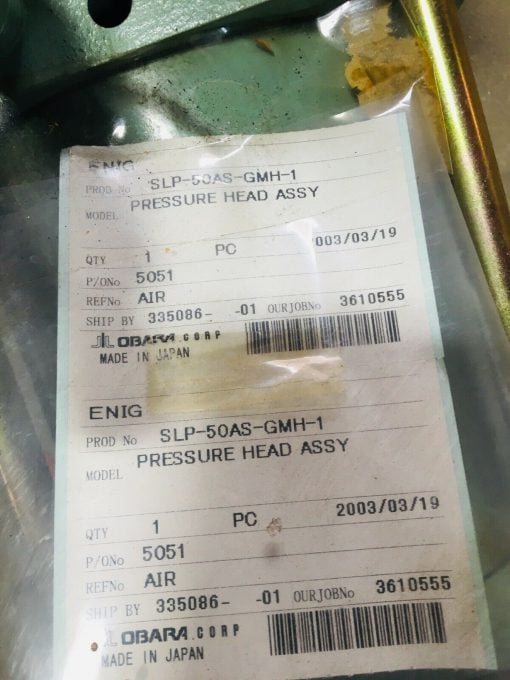 ENIG
PROD No SLP-50AS-GMH-1
MODEL PRESSURE HEAD ASSY
QTY 1 PC 003/03/19
P/ONo 5051
REFNo AIR
SHIP BY 335086- -01 OURJOBNo 3610555
OBARA.CORP
MADE IN JAPAN
ENIG
PROD No SLP-50AS-GMH-1
MODEL PRESSURE HEAD ASSY
QTY 1 PC 2003/03/19
P/ONo 5051
REFNo AIR
SHIP BY 335086- -01 OURJOBNo 3610555
OBARA.CORP
MADE IN JAPAN